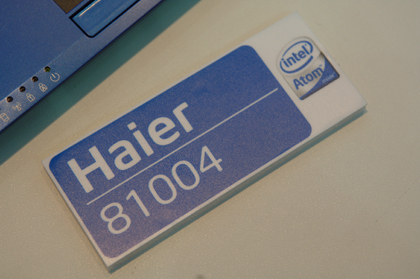 Haier
81004
intel
Atom